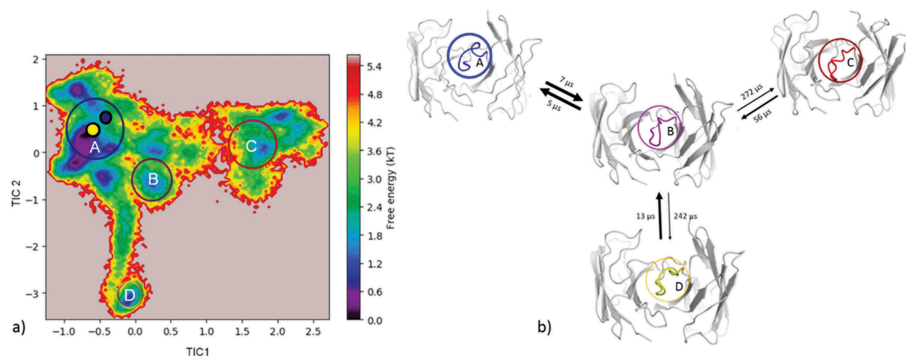 a)
TIC 2
2
1
0
−1
−2
−3
A
B
C
D
−1.0 −0.5 0.0 0.5 1.0 1.5 2.0 2.5
TIC1
5.4
4.8
4.2
3.6
3.0
2.4
1.8
1.2
0.6
0.0
Free energy (kT)
b)
A
7 µs
5 µs
B
272 µs
56 µs
C
13 µs
242 µs
D